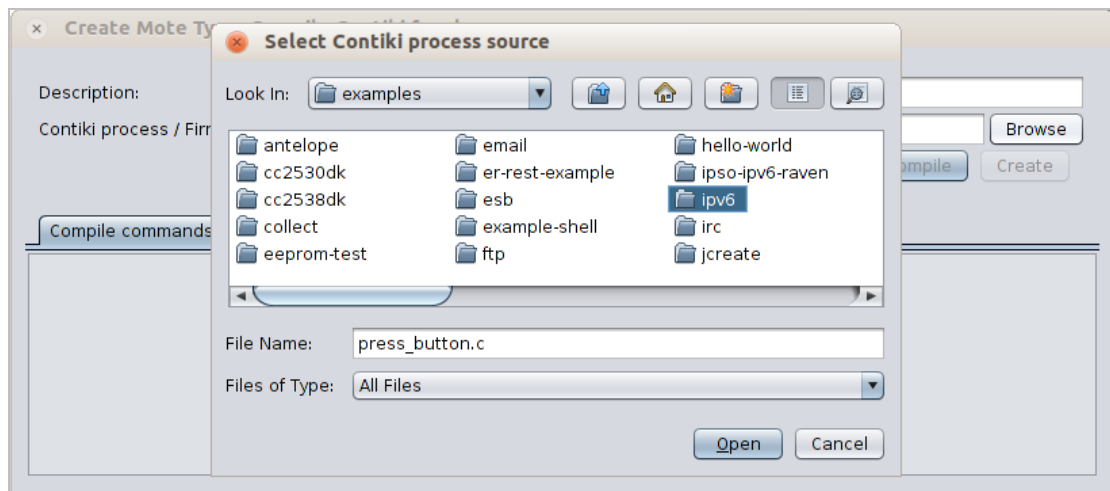 Create Mote Ty
Select Contiki process source
Description:
Look In: examples
Contiki process / Firr
Browse
antelope email hello-world
cc2530dk er-rest-example ipso-ipv6-raven
ompile Create
cc2538dk esb ipv6
collect example-shell irc
Compile commands
eeprom-test ftp jcreate
File Name: press_button.c
Files of Type: All Files
Open Cancel